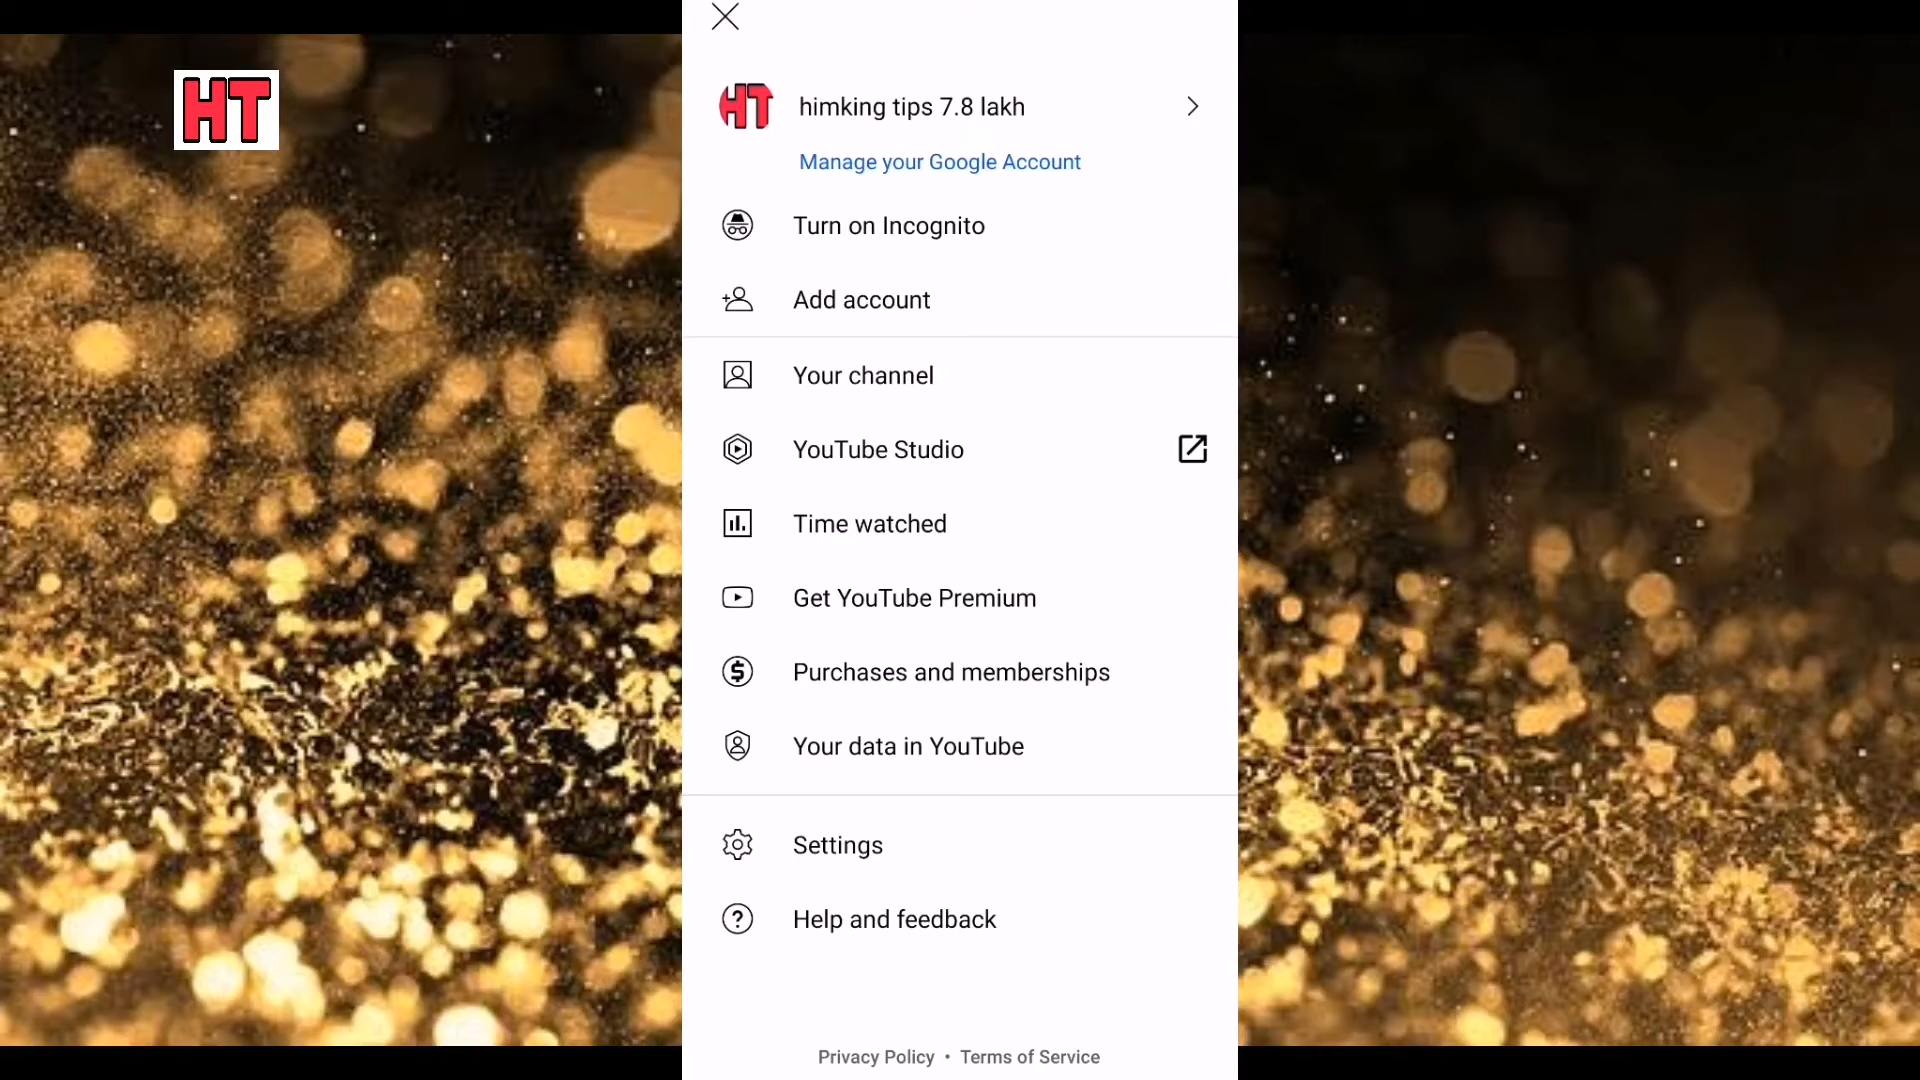 HT
HT himking tips 7.8 lakh
Manage your Google Account
Turn on Incognito
Add account
Your channel
YouTube Studio
Time watched
Get YouTube Premium
Purchases and memberships
Your data in YouTube
Settings
Help and feedback
Privacy Policy • Terms of Service